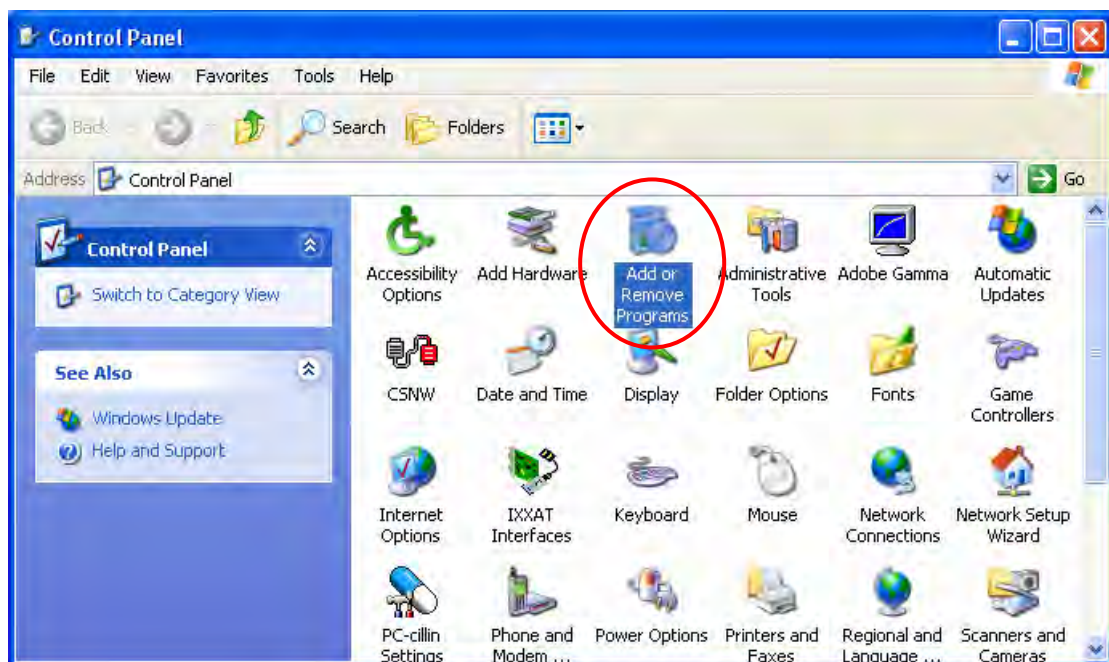 Control Panel
File Edit View Favorites Tools Help
Back Search Folders
Address Control Panel Go
Control Panel
Switch to Category View
See Also
Windows Update
Help and Support
Accessibility Options
Add Hardware
Add or Remove Programs
Administrative Tools
Adobe Gamma
Automatic Updates
CSNW
Date and Time
Display
Folder Options
Fonts
Game Controllers
Internet Options
IXXAT Interfaces
Keyboard
Mouse
Network Connections
Network Setup Wizard
PC-cillin Settings
Phone and Modem ...
Power Options
Printers and Faxes
Regional and Language ...
Scanners and Cameras